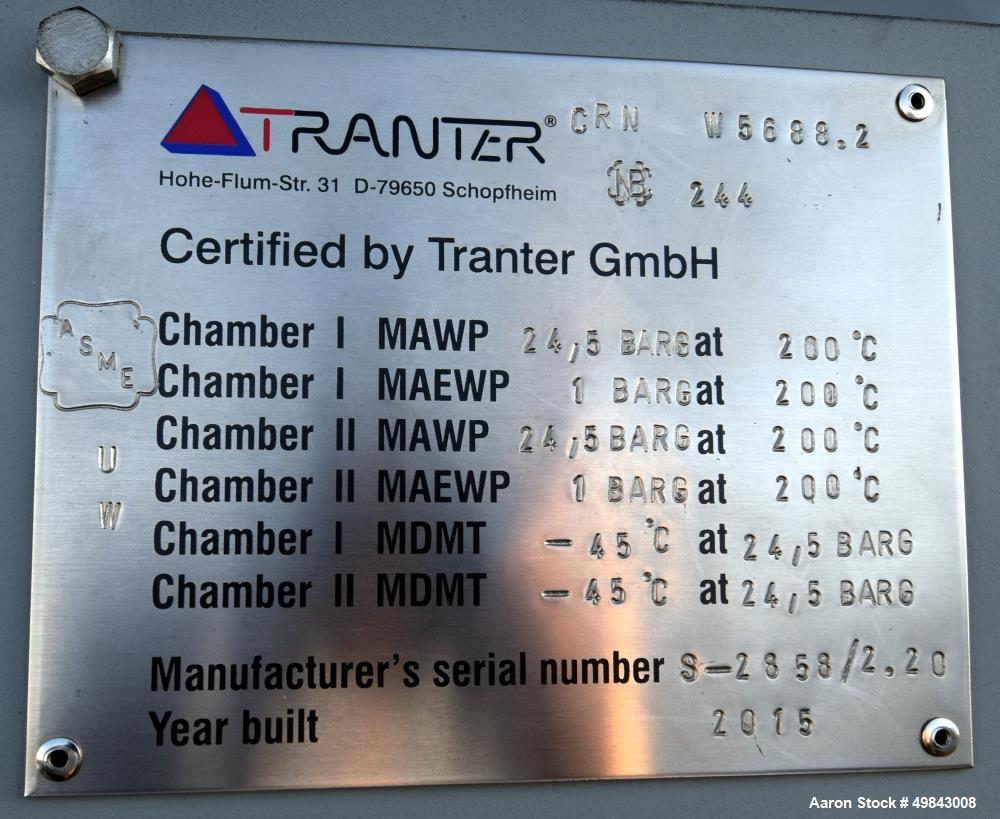 TRANTER® CRN W5688.2
Hohe-Flum-Str. 31 D-79650 Schopfheim NB 244
Certified by Tranter GmbH
ASME
U
W
Chamber I MAWP 24,5 BARG at 200°C
Chamber I MAEWP 1 BARG at 200°C
Chamber II MAWP 24,5 BARG at 200°C
Chamber II MAEWP 1 BARG at 200°C
Chamber I MDMT -45°C at 24,5 BARG
Chamber II MDMT -45°C at 24,5 BARG
Manufacturer's serial number S-2858/2.20
Year built 2015
Aaron Stock # 49843008